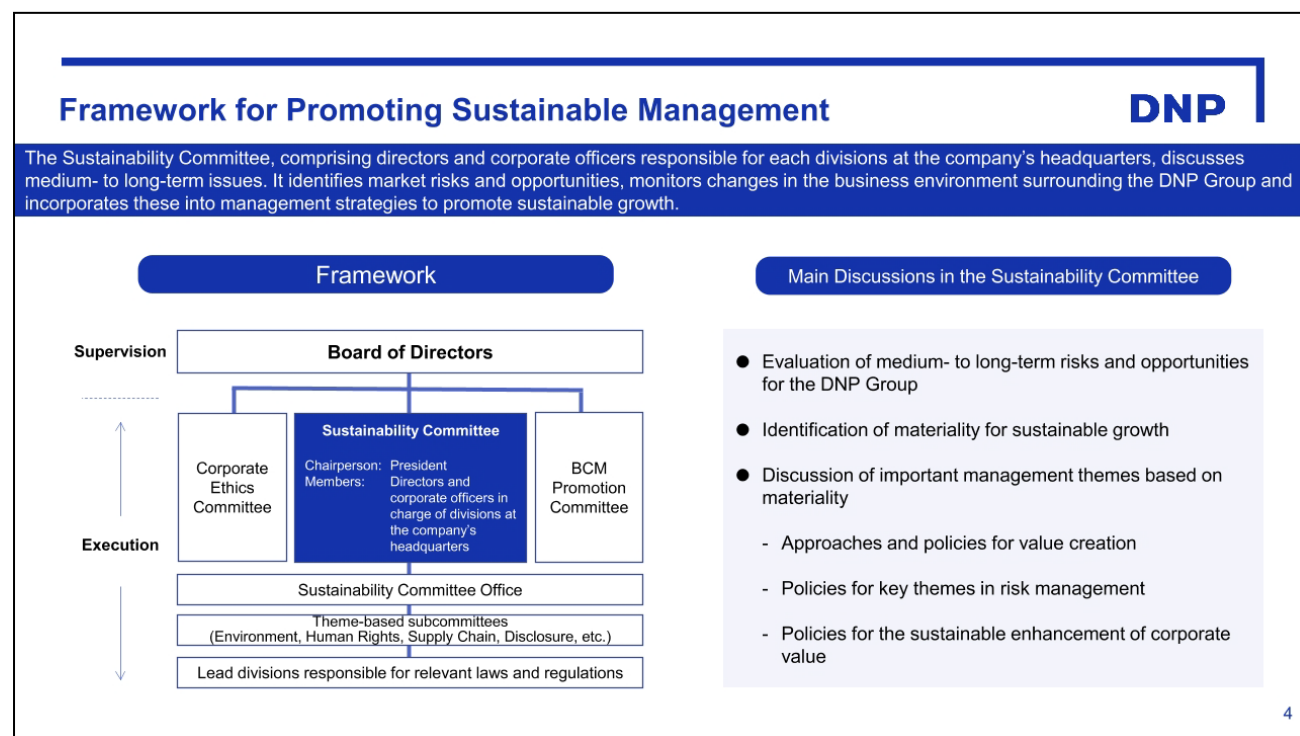 Framework for Promoting Sustainable Management
DNP
The Sustainability Committee, comprising directors and corporate officers responsible for each divisions at the company's headquarters, discusses
medium- to long-term issues. It identifies market risks and opportunities, monitors changes in the business environment surrounding the DNP Group and
incorporates these into management strategies to promote sustainable growth.
Framework
Supervision
Board of Directors
Execution
Corporate
Ethics
Committee
Sustainability Committee
Chairperson: President
Members: Directors and
corporate officers in
charge of divisions at
the company's
headquarters
BCM
Promotion
Committee
Sustainability Committee Office
Theme-based subcommittees
(Environment, Human Rights, Supply Chain, Disclosure, etc.)
Lead divisions responsible for relevant laws and regulations
Main Discussions in the Sustainability Committee
● Evaluation of medium- to long-term risks and opportunities
for the DNP Group
● Identification of materiality for sustainable growth
● Discussion of important management themes based on
materiality
- Approaches and policies for value creation
- Policies for key themes in risk management
- Policies for the sustainable enhancement of corporate
value
4